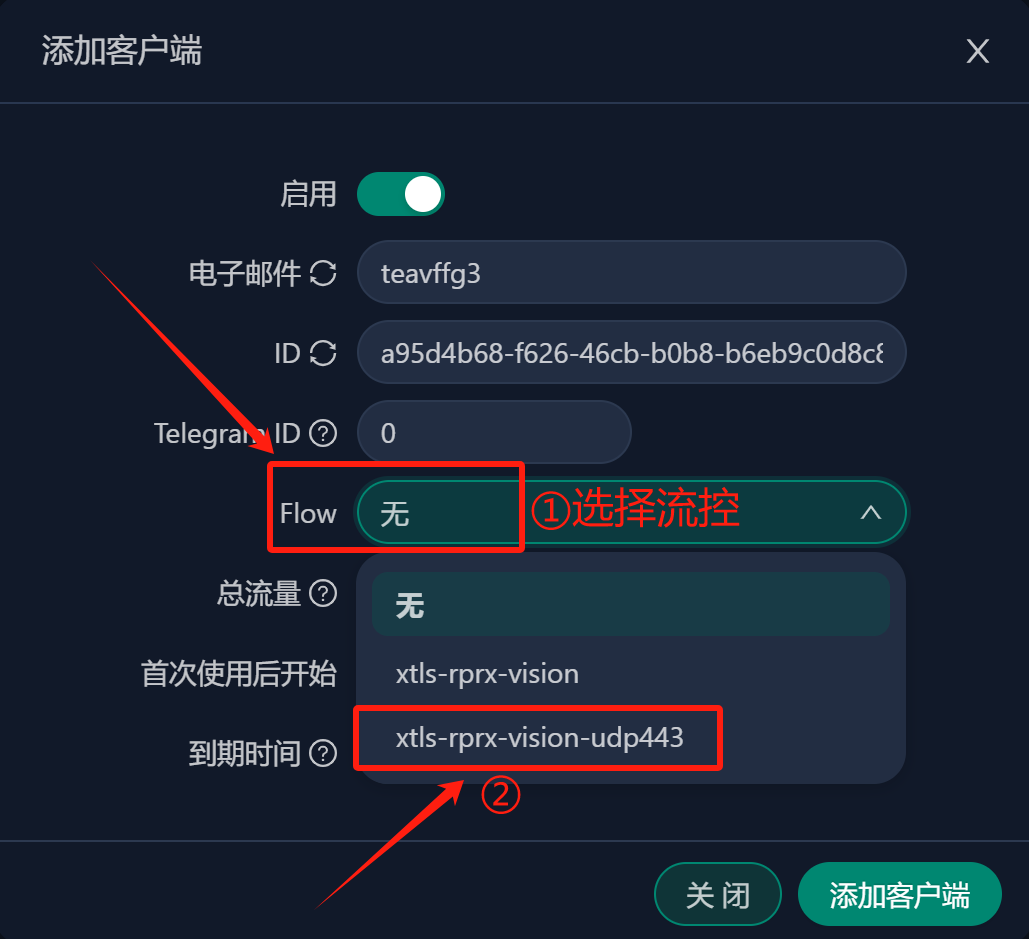 添加客户端
启用
电子邮件 teavffg3
ID a95d4b68-f626-46cb-b0b8-b6eb9c0d8c
Telegram ID 0
Flow 无 ①选择流控
总流量
无
首次使用后开始
xtls-rprx-vision
到期时间
xtls-rprx-vision-udp443
②
关 闭 添加客户端